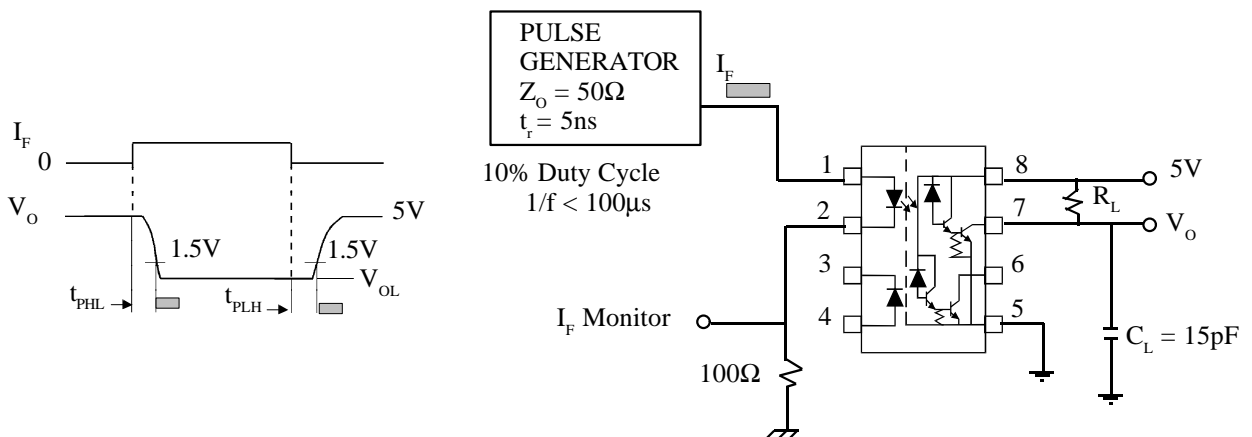 I_F
0
V_O
5V
1.5V
1.5V
V_OL
t_PHL
t_PLH
PULSE
GENERATOR
Z_O = 50Ω
t_r = 5ns
I_F
10% Duty Cycle
1/f < 100μs
1
2
3
4
8
7
6
5
5V
R_L
V_O
I_F Monitor
100Ω
C_L = 15pF